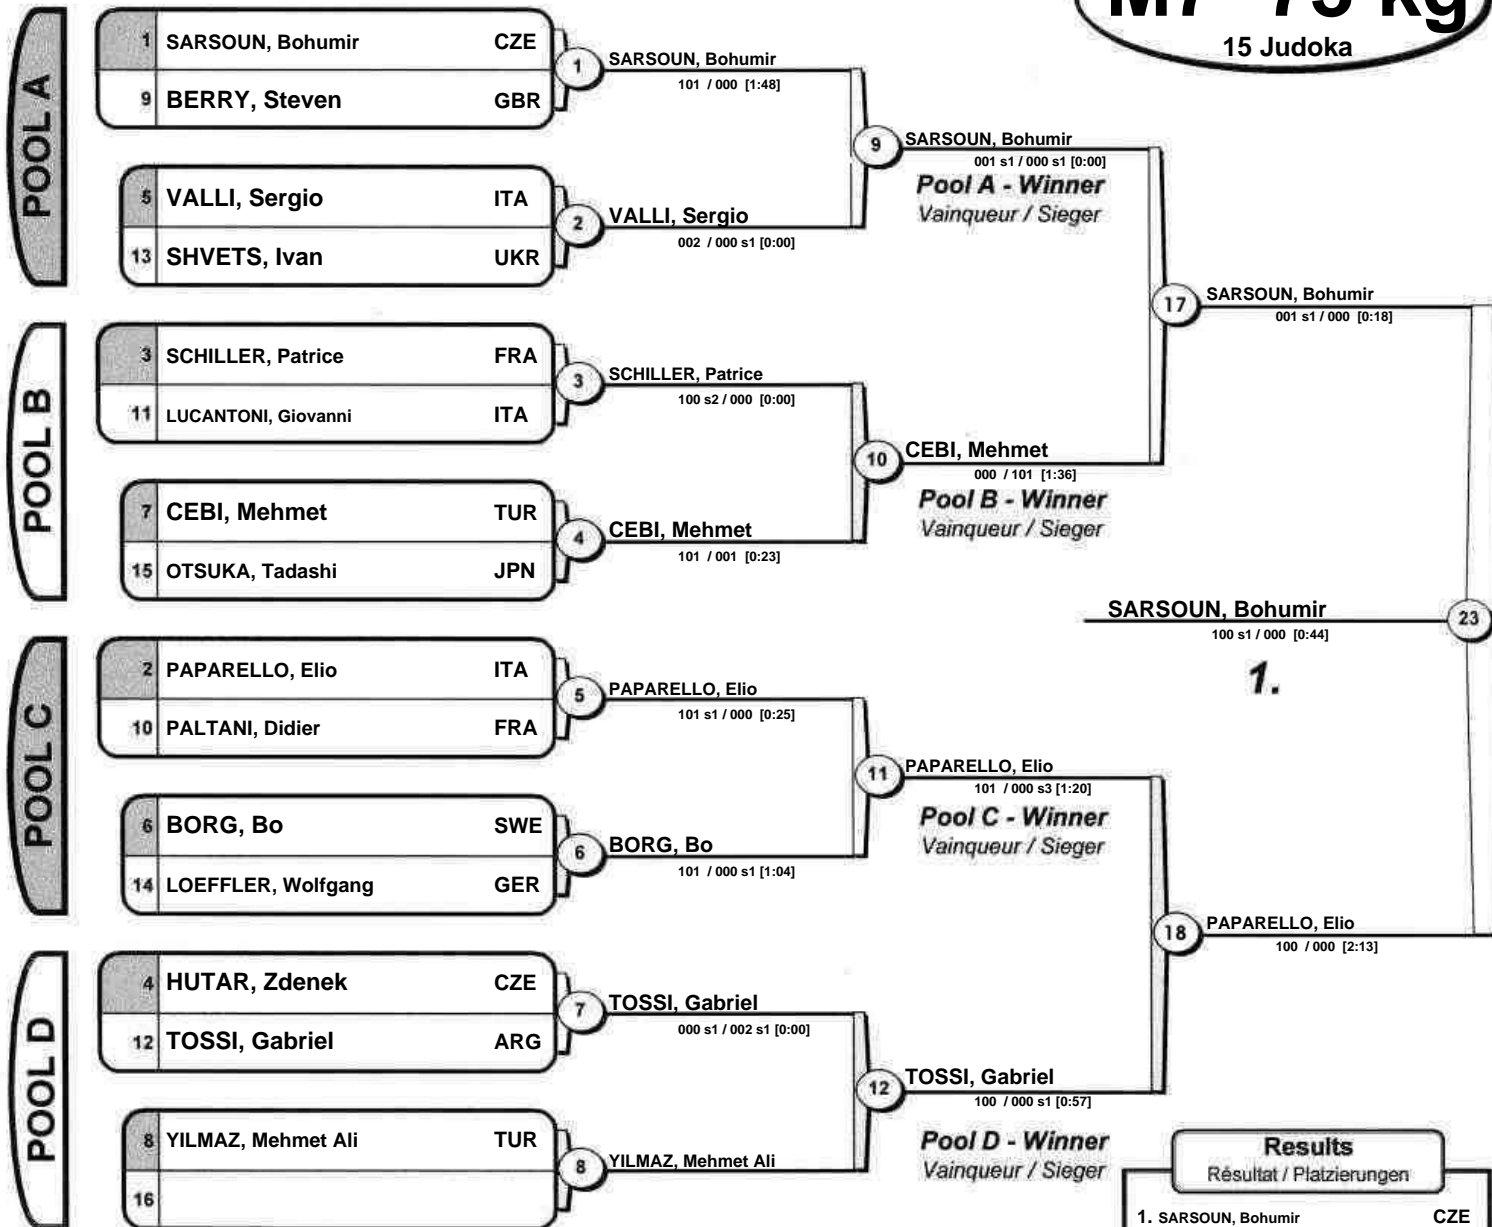 M7 -73 kg
15 Judoka
POOL A
1 SARSOUN, Bohumir CZE
9 BERRY, Steven GBR
5 VALLI, Sergio ITA
13 SHVETS, Ivan UKR
1 SARSOUN, Bohumir
101 / 000 [1:48]
2 VALLI, Sergio
002 / 000 s1 [0:00]
9 SARSOUN, Bohumir
001 s1 / 000 s1 [0:00]
Pool A - Winner
Vainqueur / Sieger
POOL B
3 SCHILLER, Patrice FRA
11 LUCANTONI, Giovanni ITA
7 CEBI, Mehmet TUR
15 OTSUKA, Tadashi JPN
3 SCHILLER, Patrice
100 s2 / 000 [0:00]
4 CEBI, Mehmet
101 / 001 [0:23]
10 CEBI, Mehmet
000 / 101 [1:36]
Pool B - Winner
Vainqueur / Sieger
17 SARSOUN, Bohumir
001 s1 / 000 [0:18]
SARSOUN, Bohumir 23
100 s1 / 000 [0:44]
1.
POOL C
2 PAPARELLO, Elio ITA
10 PALTANI, Didier FRA
6 BORG, Bo SWE
14 LOEFFLER, Wolfgang GER
5 PAPARELLO, Elio
101 s1 / 000 [0:25]
6 BORG, Bo
101 / 000 s1 [1:04]
11 PAPARELLO, Elio
101 / 000 s3 [1:20]
Pool C - Winner
Vainqueur / Sieger
18 PAPARELLO, Elio
100 / 000 [2:13]
POOL D
4 HUTAR, Zdenek CZE
12 TOSSI, Gabriel ARG
8 YILMAZ, Mehmet Ali TUR
16
7 TOSSI, Gabriel
000 s1 / 002 s1 [0:00]
8 YILMAZ, Mehmet Ali
12 TOSSI, Gabriel
100 / 000 s1 [0:57]
Pool D - Winner
Vainqueur / Sieger
Results
Résultat / Platzierungen
1. SARSOUN, Bohumir CZE